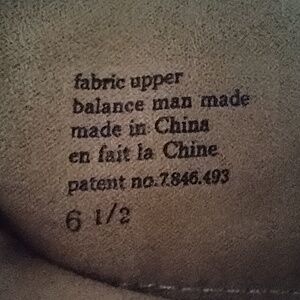 fabric upper
balance man made
made in China
en fait la Chine
patent no.7.846.493
6 1/2